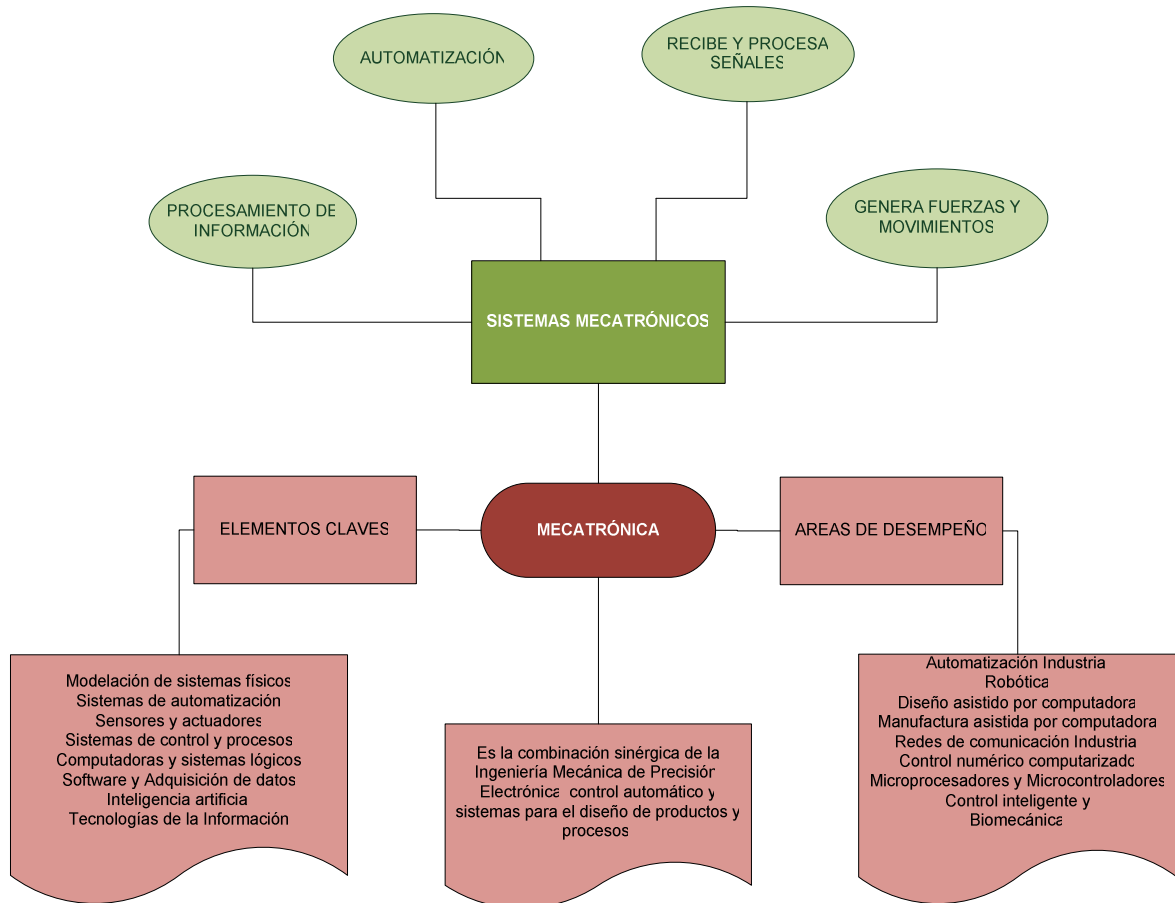 AUTOMATIZACIÓN
RECIBE Y PROCESA
SEÑALES
PROCESAMIENTO DE
INFORMACIÓN
GENERA FUERZAS Y
MOVIMIENTOS
SISTEMAS MECATRÓNICOS
ELEMENTOS CLAVES
MECATRÓNICA
AREAS DE DESEMPEÑO
Modelación de sistemas físicos
Sistemas de automatización
Sensores y actuadores
Sistemas de control y procesos
Computadoras y sistemas lógicos
Software y Adquisición de datos
Inteligencia artificia
Tecnologías de la Información
Es la combinación sinérgica de la
Ingeniería Mecánica de Precisión
Electrónica control automático y
sistemas para el diseño de productos y
procesos
Automatización Industria
Robótica
Diseño asistido por computadora
Manufactura asistida por computadora
Redes de comunicación Industria
Control numérico computarizado
Microprocesadores y Microcontroladores
Control inteligente y
Biomecánica